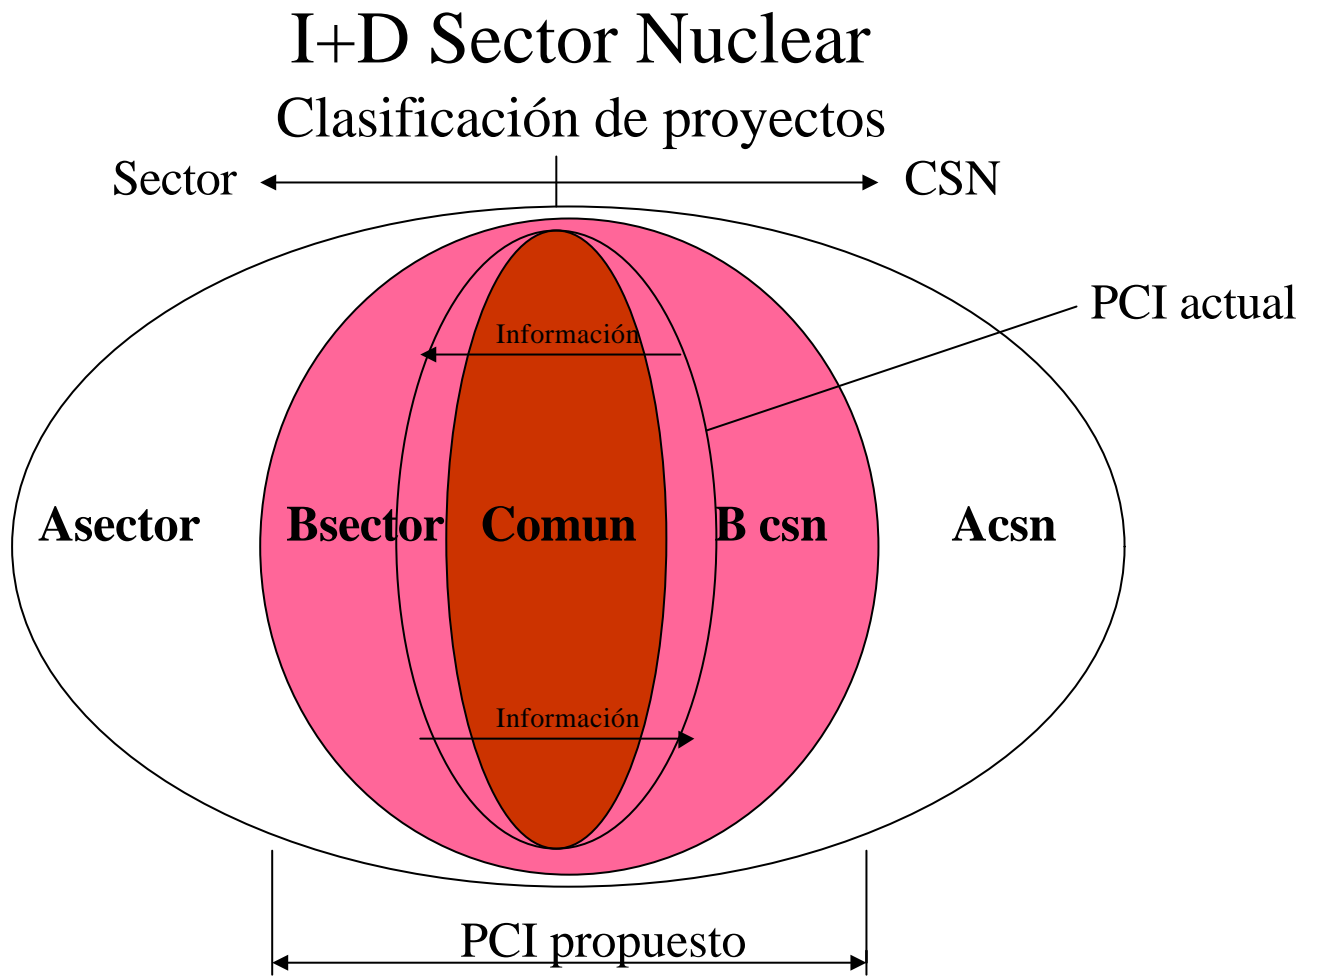 I+D Sector Nuclear
Clasificación de proyectos
Sector
CSN
PCI actual
Información
Asector
Bsector
Comun
B csn
Acsn
Información
PCI propuesto